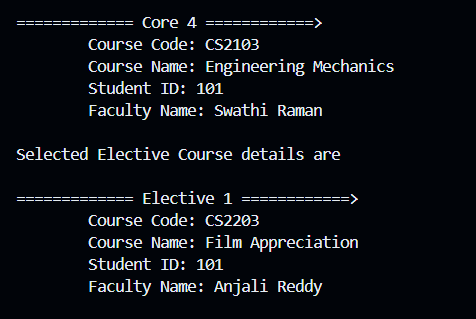 ============= Core 4 ============>
Course Code: CS2103
Course Name: Engineering Mechanics
Student ID: 101
Faculty Name: Swathi Raman
Selected Elective Course details are
============= Elective 1 ============>
Course Code: CS2203
Course Name: Film Appreciation
Student ID: 101
Faculty Name: Anjali Reddy